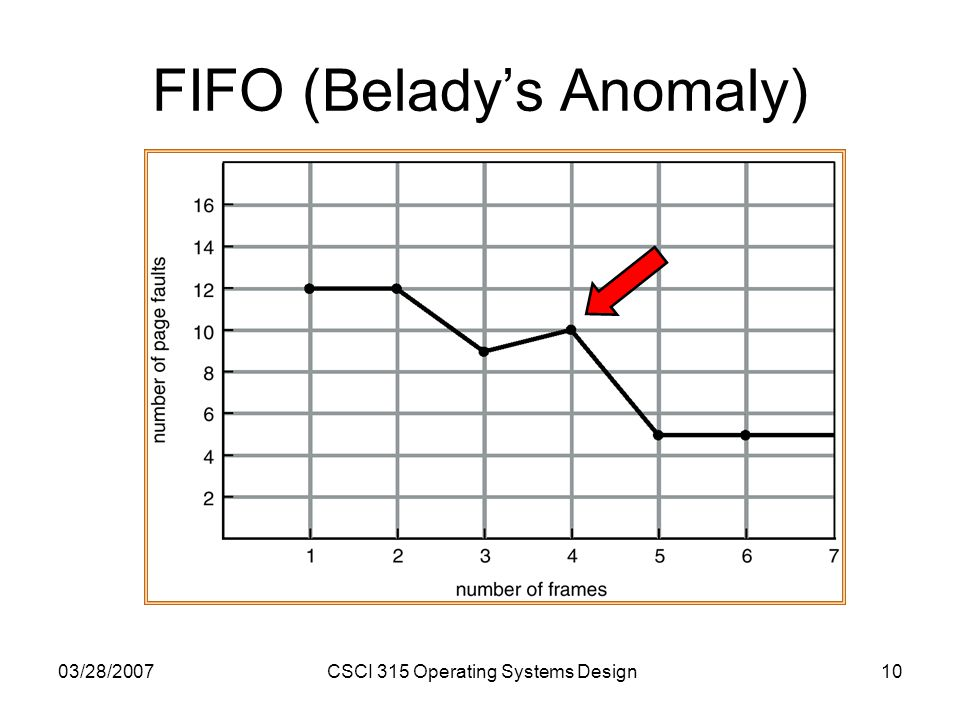 FIFO (Belady’s Anomaly)
number of page faults
16
14
12
10
8
6
4
2
1 2 3 4 5 6 7
number of frames
03/28/2007 CSCI 315 Operating Systems Design 10